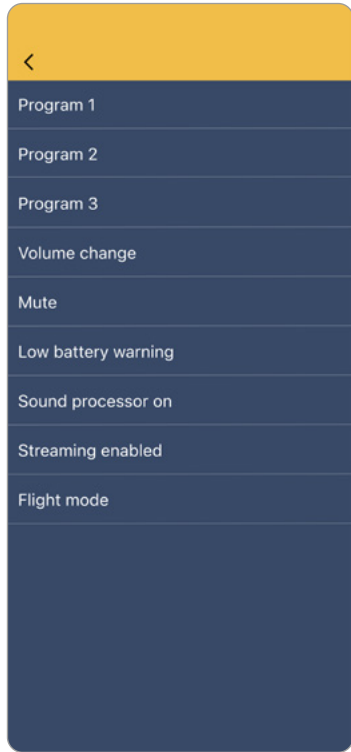 Program 1
Program 2
Program 3
Volume change
Mute
Low battery warning
Sound processor on
Streaming enabled
Flight mode